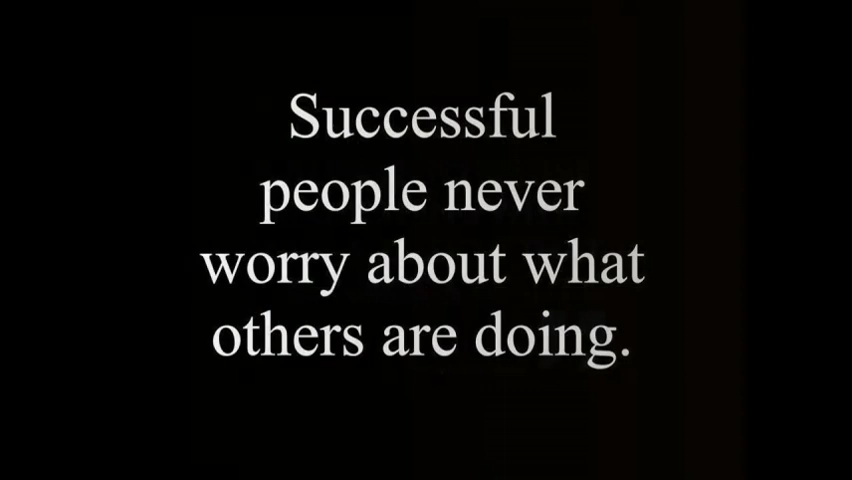 Successful
people never
worry about what
others are doing.